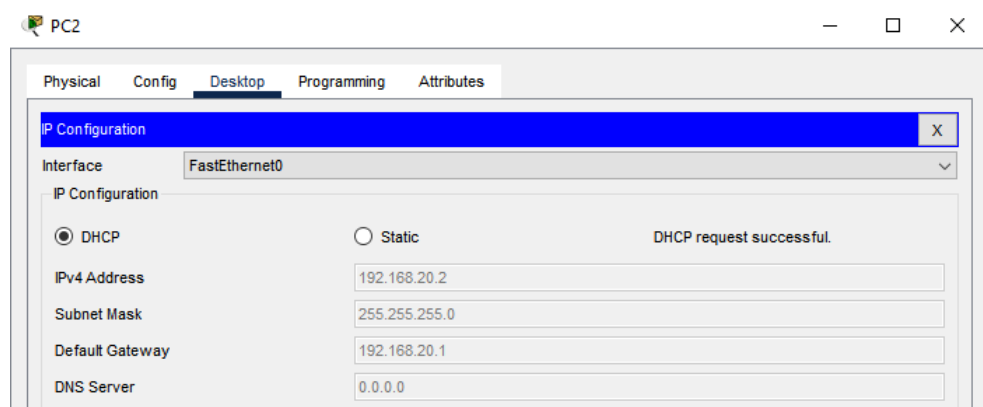 PC2
Physical Config Desktop Programming Attributes
IP Configuration X
Interface FastEthernet0
IP Configuration
DHCP Static DHCP request successful.
IPv4 Address 192.168.20.2
Subnet Mask 255.255.255.0
Default Gateway 192.168.20.1
DNS Server 0.0.0.0